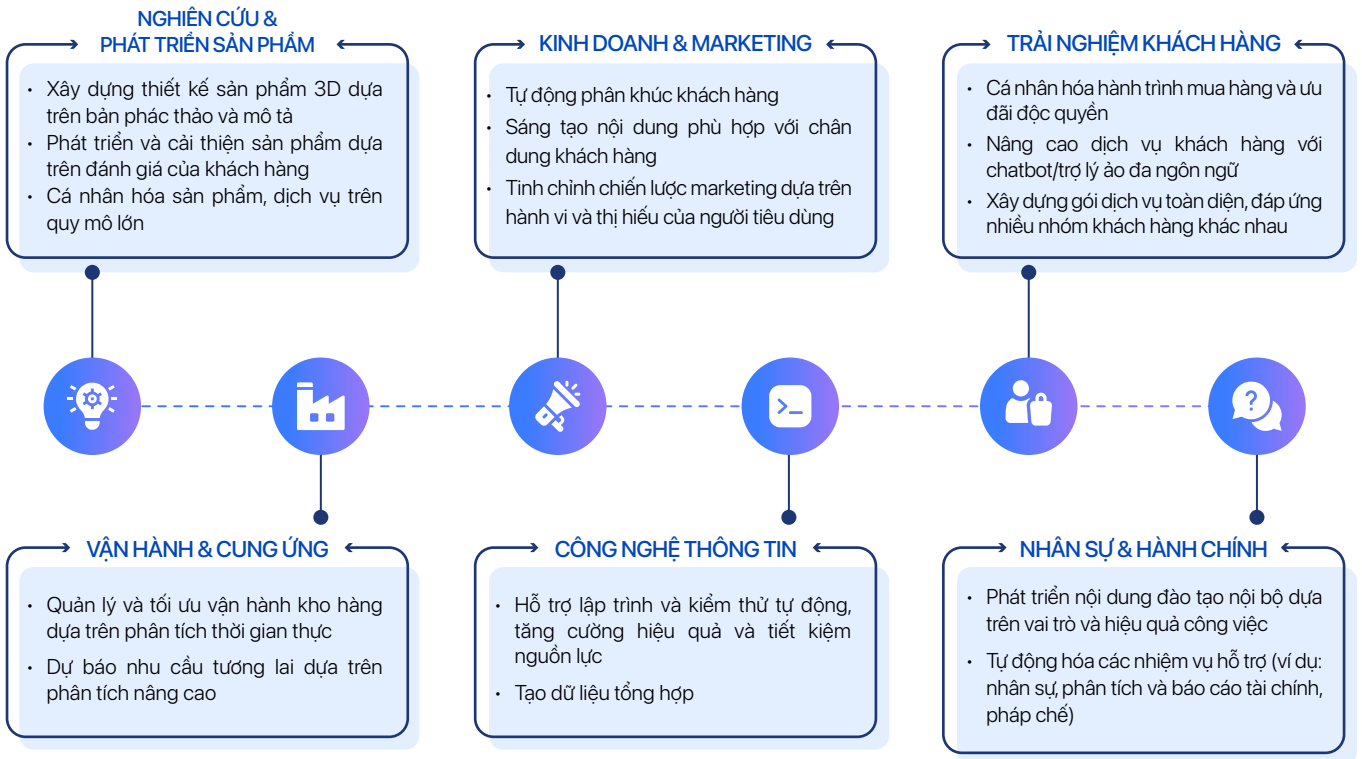 NGHIÊN CỨU &
PHÁT TRIỂN SẢN PHẨM
• Xây dựng thiết kế sản phẩm 3D dựa
trên bản phác thảo và mô tả
• Phát triển và cải thiện sản phẩm dựa
trên đánh giá của khách hàng
• Cá nhân hóa sản phẩm, dịch vụ trên
quy mô lớn
KINH DOANH & MARKETING
• Tự động phân khúc khách hàng
• Sáng tạo nội dung phù hợp với chân
dung khách hàng
• Tinh chỉnh chiến lược marketing dựa trên
hành vi và thị hiếu của người tiêu dùng
TRẢI NGHIỆM KHÁCH HÀNG
• Cá nhân hóa hành trình mua hàng và ưu
đãi độc quyền
• Nâng cao dịch vụ khách hàng với
chatbot/trợ lý ảo đa ngôn ngữ
• Xây dựng gói dịch vụ toàn diện, đáp ứng
nhiều nhóm khách hàng khác nhau
VẬN HÀNH & CUNG ỨNG
• Quản lý và tối ưu vận hành kho hàng
dựa trên phân tích thời gian thực
• Dự báo nhu cầu tương lai dựa trên
phân tích nâng cao
CÔNG NGHỆ THÔNG TIN
• Hỗ trợ lập trình và kiểm thử tự động,
tăng cường hiệu quả và tiết kiệm
nguồn lực
• Tạo dữ liệu tổng hợp
NHÂN SỰ & HÀNH CHÍNH
• Phát triển nội dung đào tạo nội bộ dựa
trên vai trò và hiệu quả công việc
• Tự động hóa các nhiệm vụ hỗ trợ (ví dụ:
nhân sự, phân tích và báo cáo tài chính,
pháp chế)